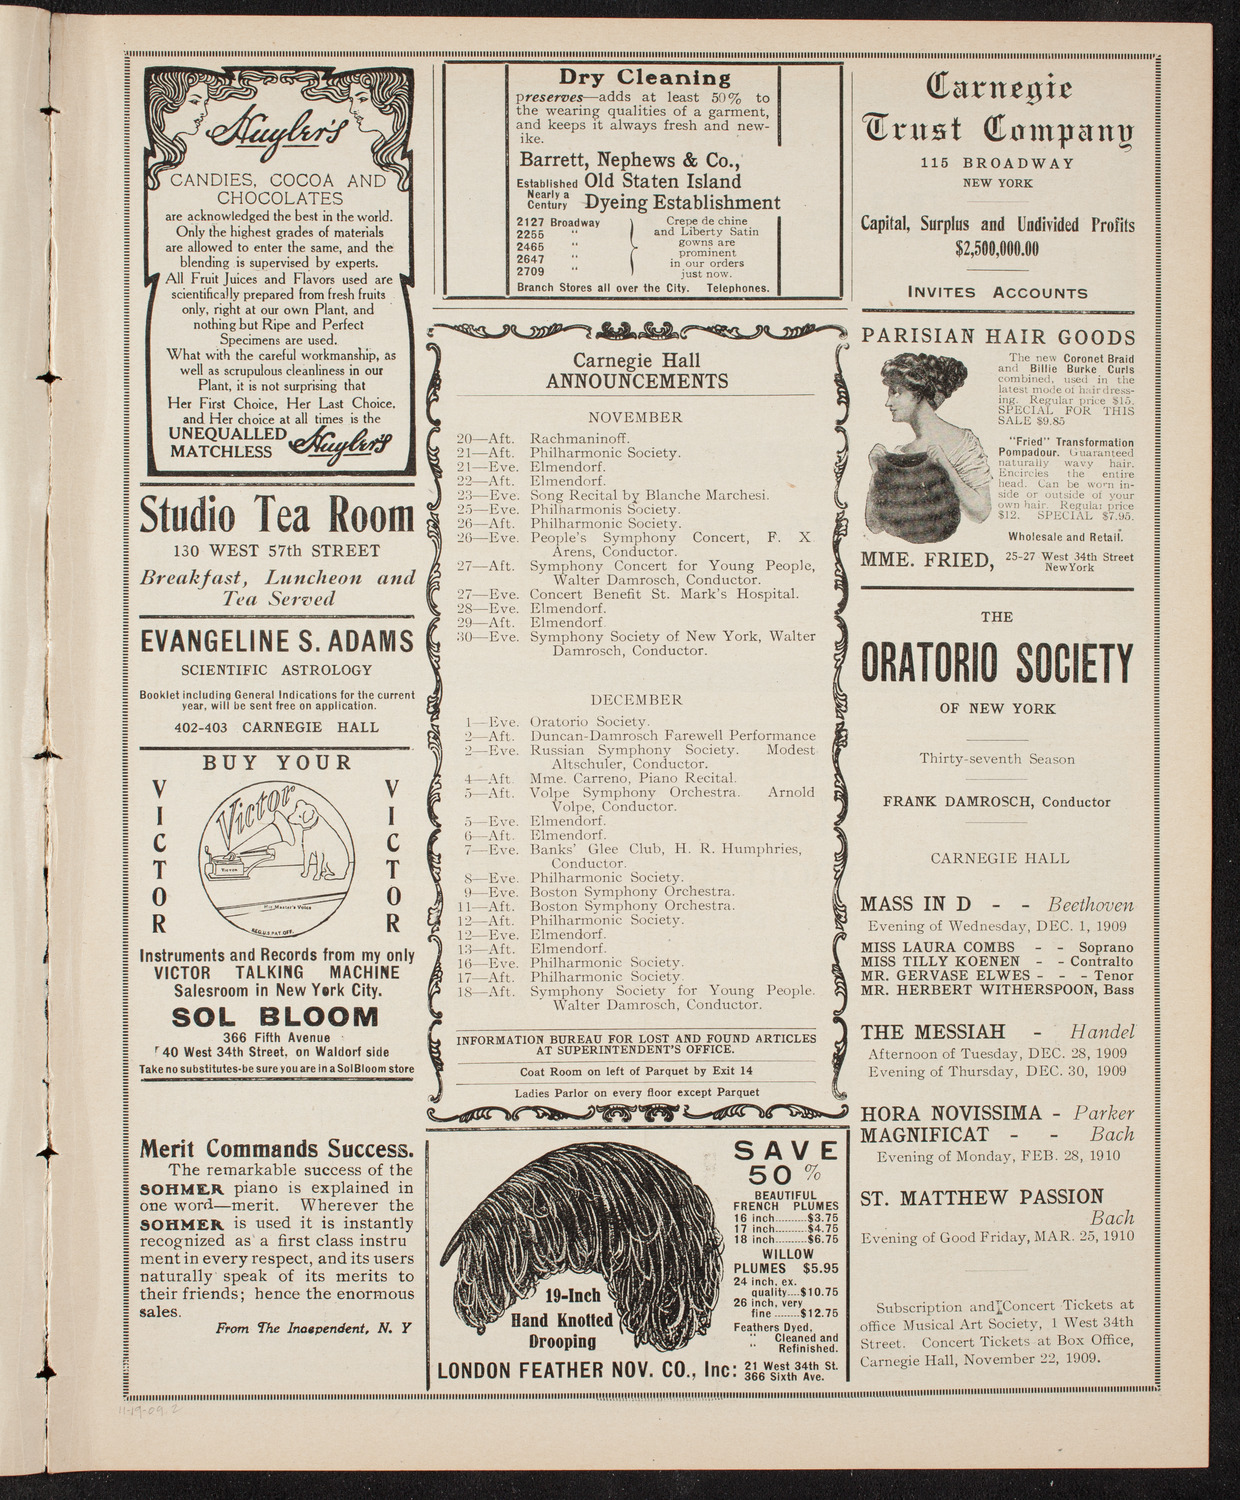 Huyler's
CANDIES, COCOA AND
CHOCOLATES
are acknowledged the best in the world.
Only the highest grades of materials
are allowed to enter the same, and the
blending is supervised by experts.
All Fruit Juices and Flavors used are
scientifically prepared from fresh fruits
only, right at our own Plant, and
nothing but Ripe and Perfect
Specimens are used.
What with the careful workmanship, as
well as scrupulous cleanliness in our
Plant, it is not surprising that
Her First Choice, Her Last Choice,
and Her choice at all times is the
UNEQUALLED
MATCHLESS Huyler's
Studio Tea Room
130 WEST 57th STREET
Breakfast, Luncheon and
Tea Served
EVANGELINE S. ADAMS
SCIENTIFIC ASTROLOGY
Booklet including General Indications for the current
year, will be sent free on application.
402-403 CARNEGIE HALL
BUY YOUR
VICTOR
Victor
VICTOR
His Master's Voice
REG. U.S. PAT. OFF.
VICTOR
Instruments and Records from my only
VICTOR TALKING MACHINE
Salesroom in New York City.
SOL BLOOM
366 Fifth Avenue
40 West 34th Street, on Waldorf side
Take no substitutes-be sure you are in a Sol Bloom store
Merit Commands Success.
The remarkable success of the
SOHMER piano is explained in
one word—merit. Wherever the
SOHMER is used it is instantly
recognized as a first class instru
ment in every respect, and its users
naturally speak of its merits to
their friends; hence the enormous
sales.
From The Independent, N. Y
11-19-09 2
Dry Cleaning
preserves—adds at least 50% to
the wearing qualities of a garment,
and keeps it always fresh and new-
ike.
Barrett, Nephews & Co.,
Established Nearly a Century Old Staten Island
Dyeing Establishment
2127 Broadway
2255 "
2465 "
2647 "
2709 "
Crepe de chine
and Liberty Satin
gowns are
prominent
in our orders
just now.
Branch Stores all over the City. Telephones.
Carnegie Hall
ANNOUNCEMENTS
NOVEMBER
20—Aft. Rachmaninoff.
21—Aft. Philharmonic Society.
21—Eve. Elmendorf.
22—Aft. Elmendorf.
23—Eve. Song Recital by Blanche Marchesi.
25—Eve. Philharmonis Society.
26—Aft. Philharmonic Society.
26—Eve. People's Symphony Concert, F. X
Arens, Conductor.
27—Aft. Symphony Concert for Young People,
Walter Damrosch, Conductor.
27—Eve. Concert Benefit St. Mark's Hospital.
28—Eve. Elmendorf.
29—Aft. Elmendorf
30—Eve. Symphony Society of New York, Walter
Damrosch, Conductor.
DECEMBER
1—Eve. Oratorio Society.
2—Aft. Duncan-Damrosch Farewell Performance
2—Eve. Russian Symphony Society. Modest
Altschuler, Conductor.
4—Aft. Mme. Carreno, Piano Recital.
5—Aft. Volpe Symphony Orchestra. Arnold
Volpe, Conductor.
5—Eve. Elmendorf.
6—Aft. Elmendorf.
7—Eve. Banks' Glee Club, H. R. Humphries,
Conductor.
8—Eve. Philharmonic Society.
9—Eve. Boston Symphony Orchestra.
11—Aft. Boston Symphony Orchestra.
12—Aft. Philharmonic Society.
12—Eve. Elmendorf.
13—Aft. Elmendorf.
16—Eve. Philharmonic Society.
17—Aft. Philharmonic Society.
18—Aft. Symphony Society for Young People.
Walter Damrosch, Conductor.
INFORMATION BUREAU FOR LOST AND FOUND ARTICLES
AT SUPERINTENDENT'S OFFICE.
Coat Room on left of Parquet by Exit 14
Ladies Parlor on every floor except Parquet
19-Inch
Hand Knotted
Drooping
SAVE
50%
BEAUTIFUL
FRENCH PLUMES
16 inch..........$3.75
17 inch..........$4.75
18 inch..........$6.75
WILLOW
PLUMES $5.95
24 inch, ex.
quality....$10.75
26 inch, very
fine ........$12.75
Feathers Dyed,
" Cleaned and
Refinished.
LONDON FEATHER NOV. CO., Inc: 21 West 34th St.
366 Sixth Ave.
Carnegie
Trust Company
115 BROADWAY
NEW YORK
Capital, Surplus and Undivided Profits
$2,500,000.00
INVITES ACCOUNTS
PARISIAN HAIR GOODS
The new Coronet Braid
and Billie Burke Curls
combined, used in the
latest mode of hair dress-
ing. Regular price $15.
SPECIAL FOR THIS
SALE $9.85
"Fried" Transformation
Pompadour. Guaranteed
naturally wavy hair.
Encircles the entire
head. Can be worn in-
side or outside of your
own hair. Regular price
$12. SPECIAL $7.95.
Wholesale and Retail.
MME. FRIED, 25-27 West 34th Street
New York
THE
ORATORIO SOCIETY
OF NEW YORK
Thirty-seventh Season
FRANK DAMROSCH, Conductor
CARNEGIE HALL
MASS IN D - - Beethoven
Evening of Wednesday, DEC. 1, 1909
MISS LAURA COMBS - - Soprano
MISS TILLY KOENEN - - Contralto
MR. GERVASE ELWES - - - Tenor
MR. HERBERT WITHERSPOON, Bass
THE MESSIAH - Handel
Afternoon of Tuesday, DEC. 28, 1909
Evening of Thursday, DEC. 30, 1909
HORA NOVISSIMA - Parker
MAGNIFICAT - - Bach
Evening of Monday, FEB. 28, 1910
ST. MATTHEW PASSION
Bach
Evening of Good Friday, MAR. 25, 1910
Subscription and Concert Tickets at
office Musical Art Society, 1 West 34th
Street. Concert Tickets at Box Office,
Carnegie Hall, November 22, 1909.